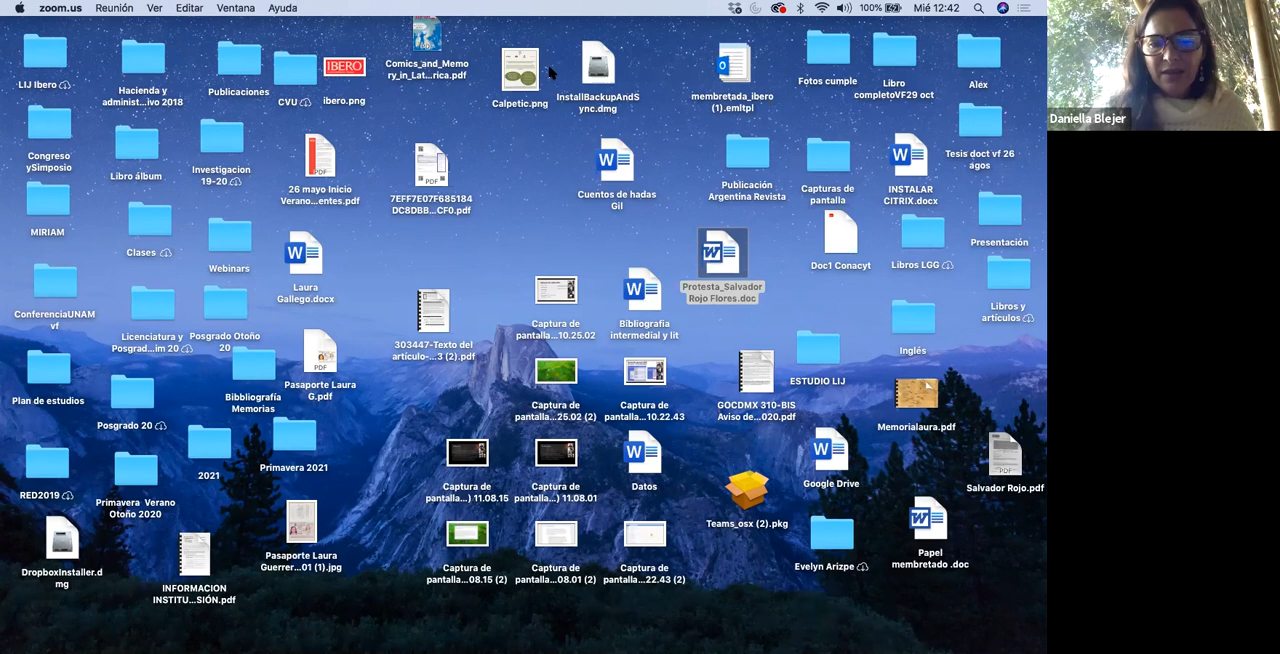 zoom.us Reunión Ver Editar Ventana Ayuda
100% Mié 12:42
LIJ Ibero
Hacienda y
administ...ivo 2018
Publicaciones
CVU
IBERO
ibero.png
Comics_and_Memo
ry_in_Lat...rica.pdf
Calpetic.png
InstallBackupAndS
ync.dmg
membretada_ibero
(1).emltpl
Fotos cumple
Libro
completoVF29 oct
Alex
Daniella Blejer
Congreso
ySimposio
Libro álbum
Investigacion
19-20
26 mayo Inicio
Verano...entes.pdf
PDF
7EFF7E07F685184
DC8DBB...CF0.pdf
PDF
Cuentos de hadas
Gil
Publicación
Argentina Revista
Capturas de
pantalla
INSTALAR
CITRIX.docx
Tesis doct vf 26
agos
MIRIAM
Clases
Webinars
Laura
Gallego.docx
Protesta_Salvador
Rojo Flores.doc
Doc1 Conacyt
Libros LGG
Presentación
ConferenciaUNAM
vf
Licenciatura y
Posgrad...im 20
Posgrado Otoño
20
303447-Texto del
artículo-...3 (2).pdf
Captura de
pantalla...10.25.02
Bibliografia
intermedial y lit
Inglés
Libros y
artículos
Plan de estudios
Posgrado 20
Bibbliografía
Memorias
PDF
Pasaporte Laura
G.pdf
Captura de
pantalla...25.02 (2)
Captura de
pantalla...10.22.43
GOCDMX 310-BIS
Aviso de...020.pdf
ESTUDIO LIJ
Memorialaura.pdf
RED2019
Primavera Verano
Otoño 2020
2021
Primavera 2021
Captura de
pantalla...) 11.08.15
Captura de
pantalla...) 11.08.01
Datos
Teams_osx (2).pkg
Google Drive
PDF
Salvador Rojo.pdf
DropboxInstaller.d
mg
INFORMACION
INSTITU...SIÓN.pdf
Pasaporte Laura
Guerrer...01 (1).jpg
Captura de
pantalla...08.15 (2)
Captura de
pantalla...08.01 (2)
Captura de
pantalla...22.43 (2)
Evelyn Arizpe
Papel
membretado .doc